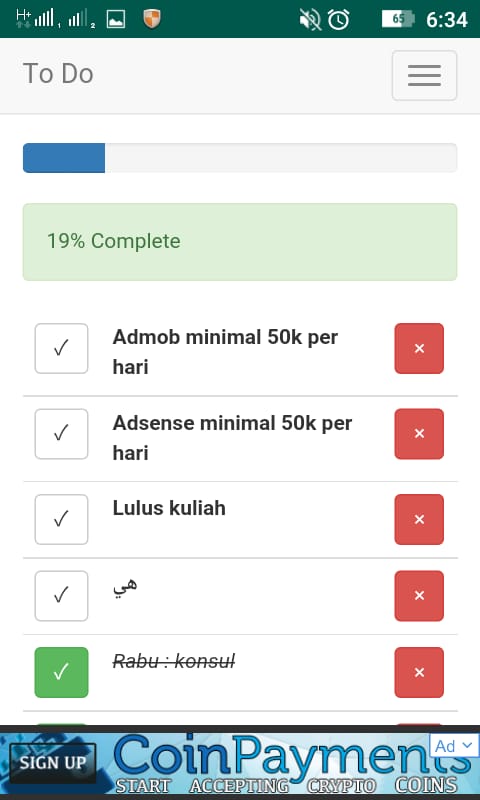 H+ 1 2 65 6:34
To Do
19% Complete
✓ Admob minimal 50k per
hari ×
✓ Adsense minimal 50k per
hari ×
✓ Lulus kuliah ×
✓ هي ×
✓ Rabu : konsul ×
CoinPayments
Ad
SIGN UP
START ACCEPTING CRYPTO COINS